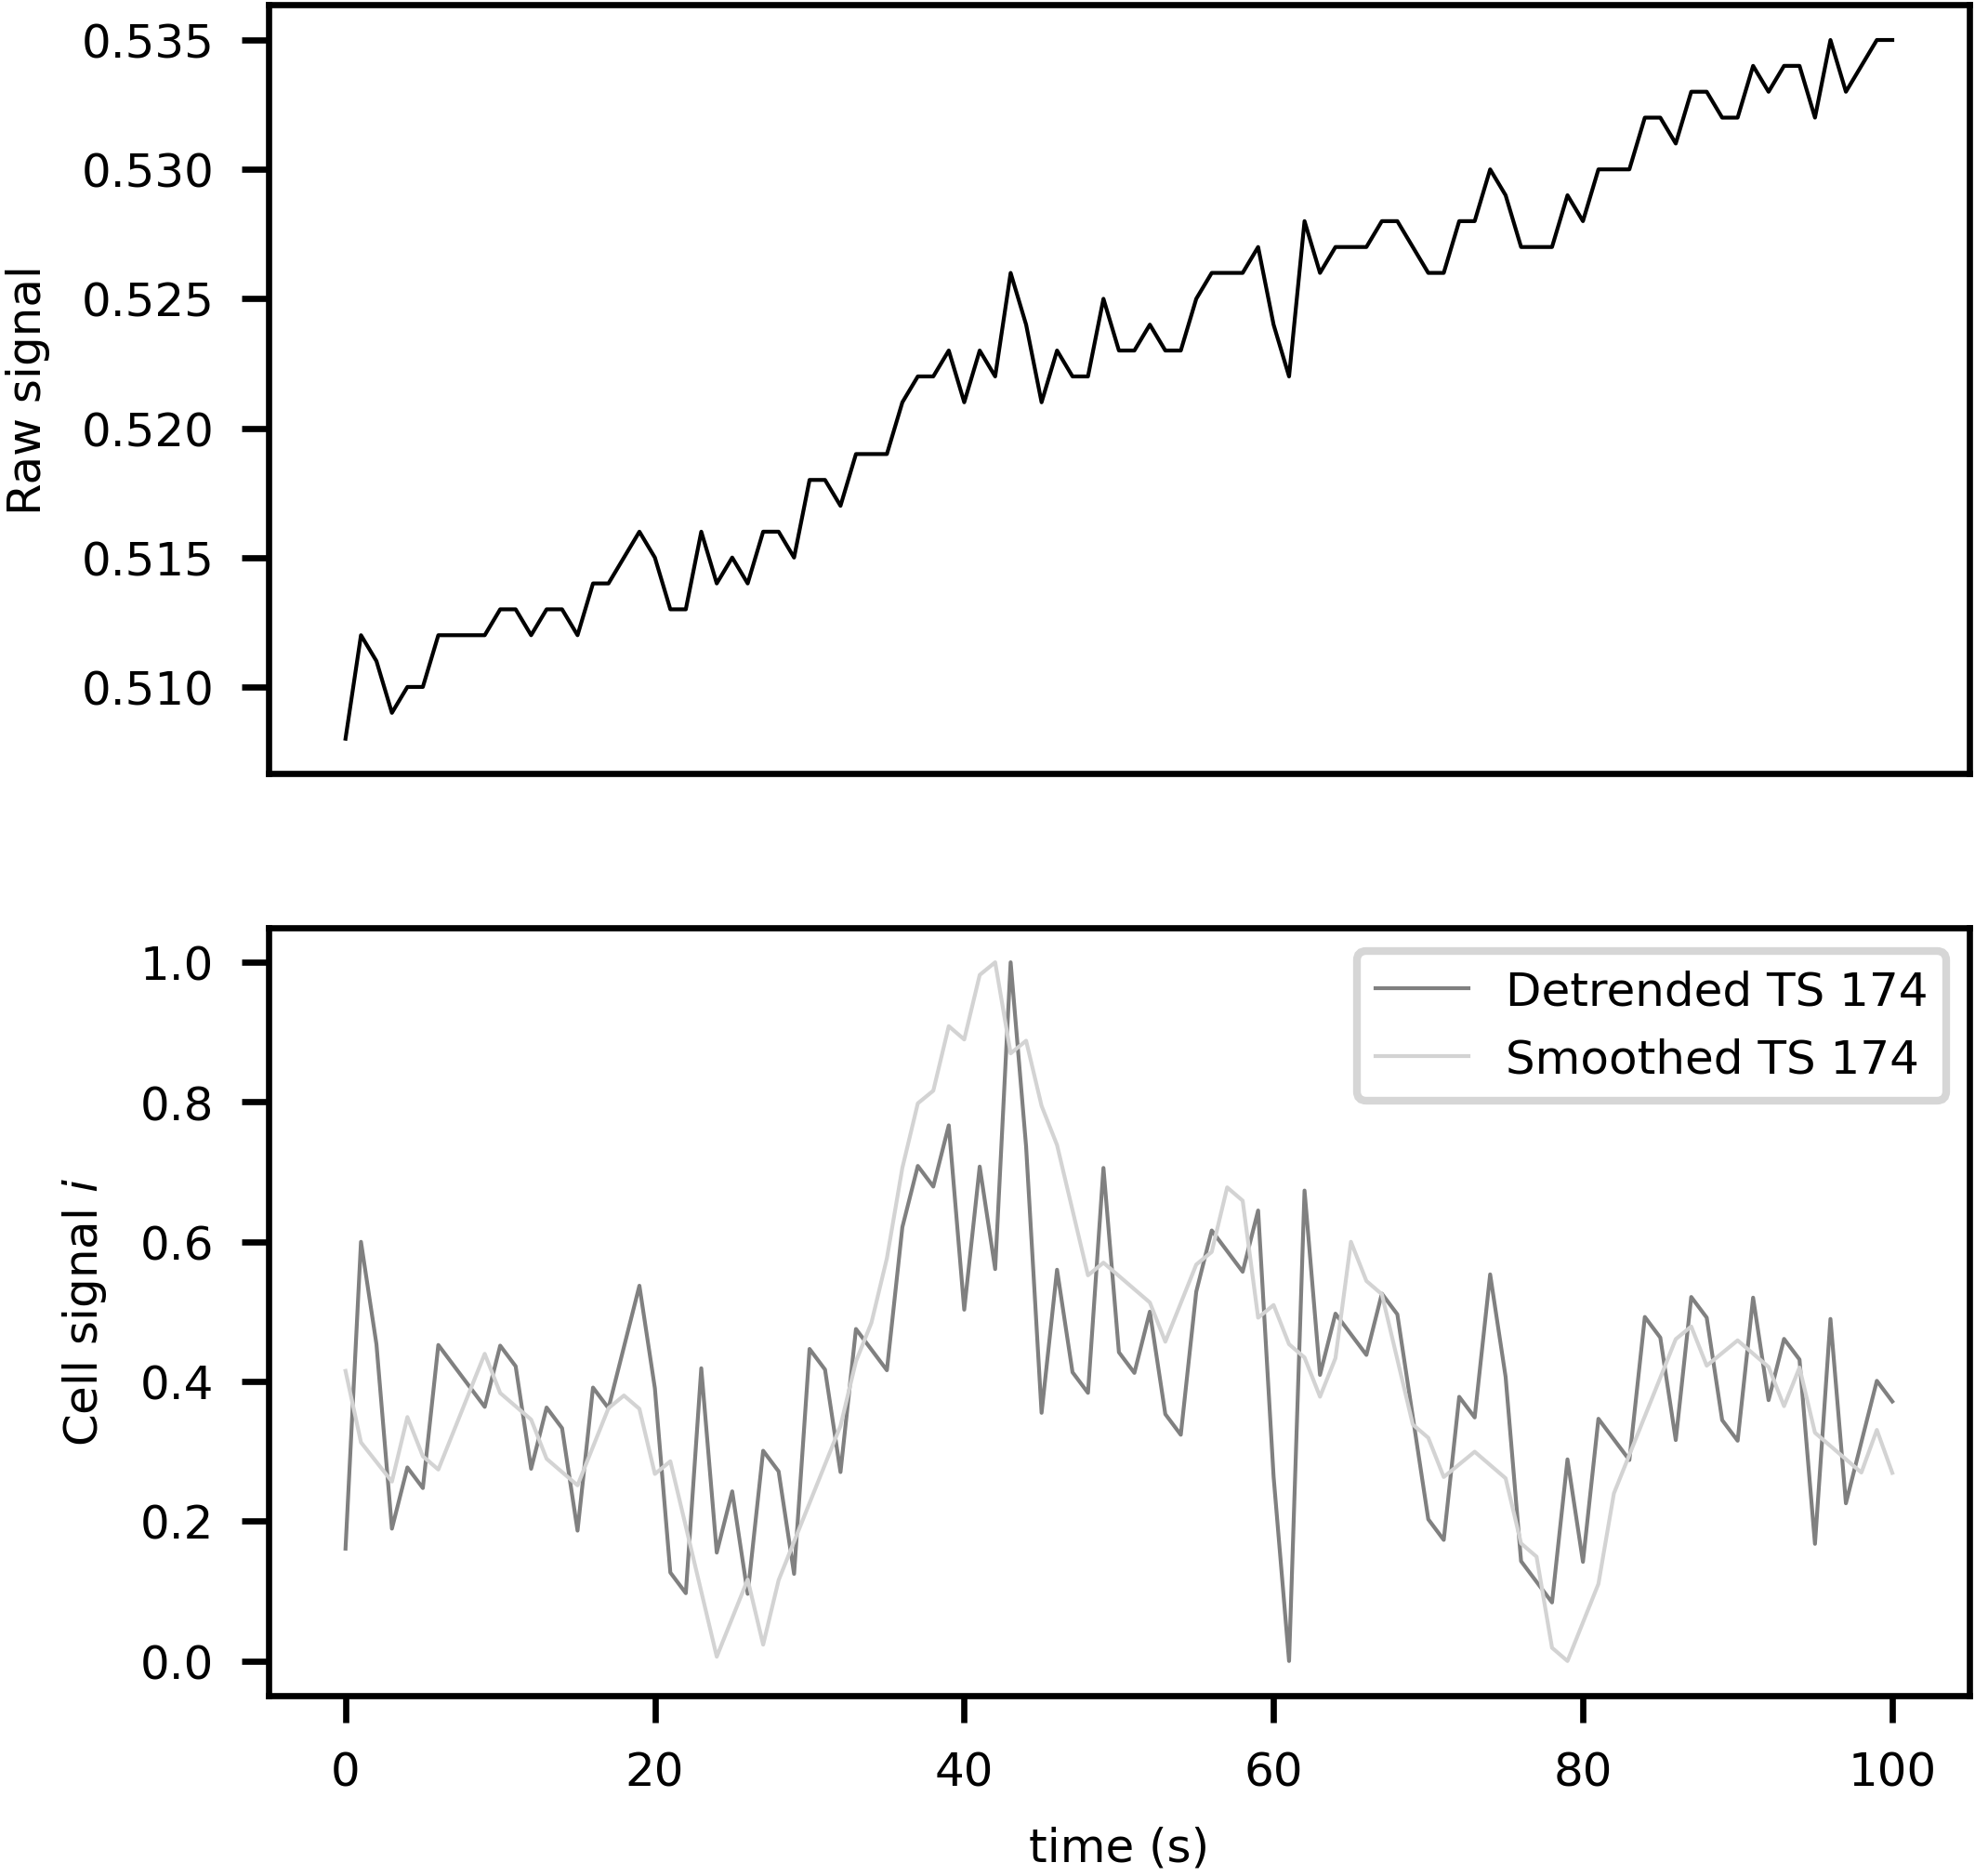 Raw signal
0.535
0.530
0.525
0.520
0.515
0.510
Cell signal i
1.0
0.8
0.6
0.4
0.2
0.0
Detrended TS 174
Smoothed TS 174
0 20 40 60 80 100
time (s)